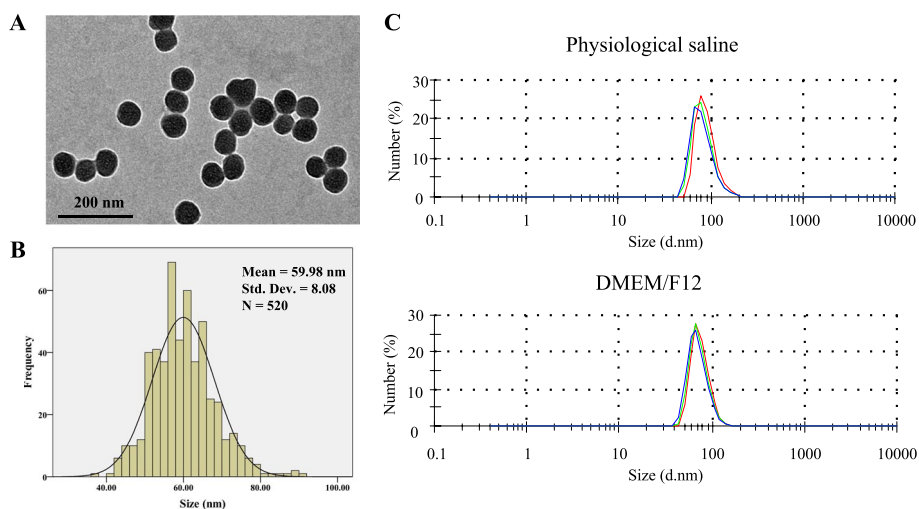 A
200 nm
B
Mean = 59.98 nm
Std. Dev. = 8.08
N = 520
Frequency
60
40
20
0
40.00 60.00 80.00 100.00
Size (nm)
C
Physiological saline
Number (%)
30
20
10
0
0.1 1 10 100 1000 10000
Size (d.nm)
DMEM/F12
Number (%)
30
20
10
0
0.1 1 10 100 1000 10000
Size (d.nm)